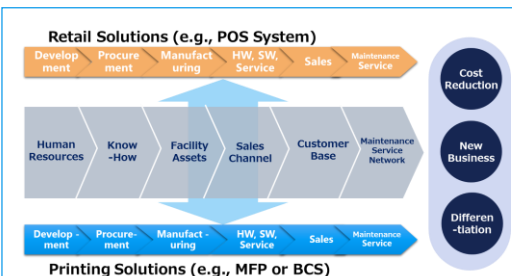 Retail Solutions (e.g., POS System)
Develop
ment
Procure
ment
Manufact
uring
HW, SW,
Service
Sales
Maintenance
Service
Human
Resources
Know
-How
Facility
Assets
Sales
Channel
Customer
Base
Maintenance
Service
Network
Develop -
ment
Procure-
ment
Manufact -
uring
HW, SW,
Service
Sales
Maintenance
Service
Printing Solutions (e.g., MFP or BCS)
Cost
Reduction
New
Business
Differen
-tiation